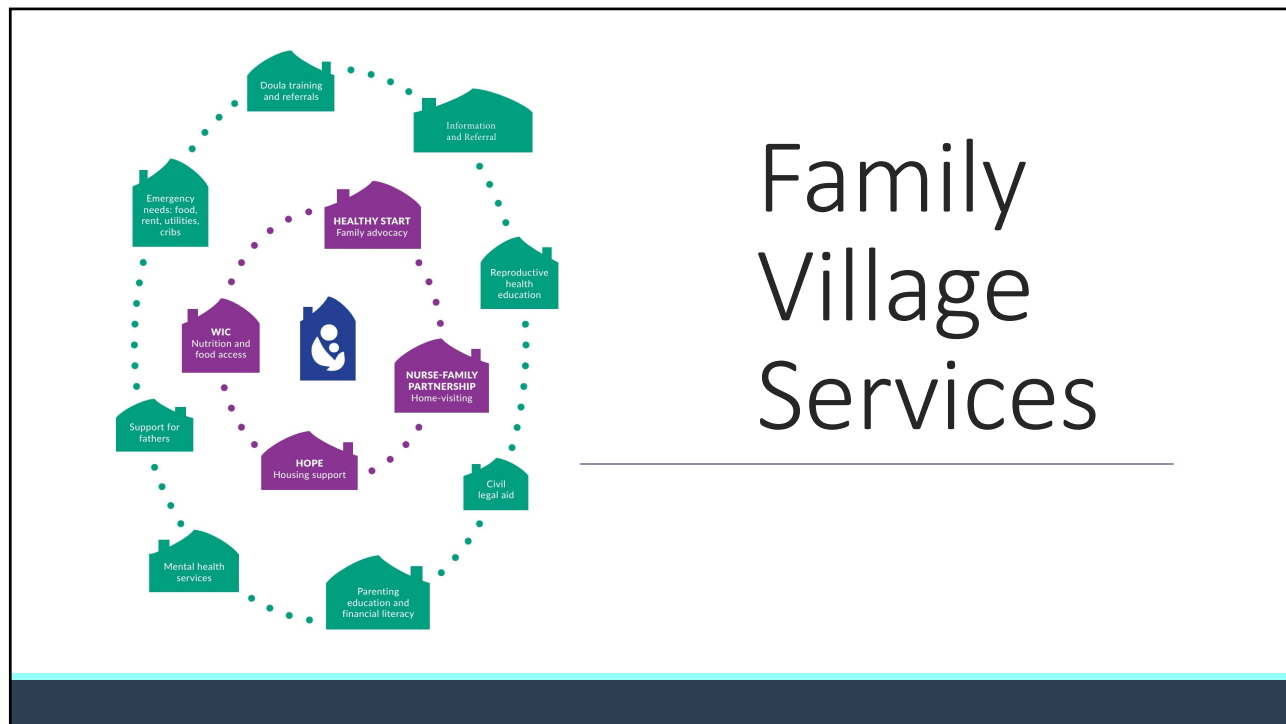 Doula training
and referrals
Information
and Referral
Emergency
needs: food,
rent, utilities,
cribs
HEALTHY START
Family advocacy
Reproductive
health
education
WIC
Nutrition and
food access
NURSE-FAMILY
PARTNERSHIP
Home-visiting
Support for
fathers
HOPE
Housing support
Civil
legal aid
Mental health
services
Parenting
education and
financial literacy
Family
Village
Services